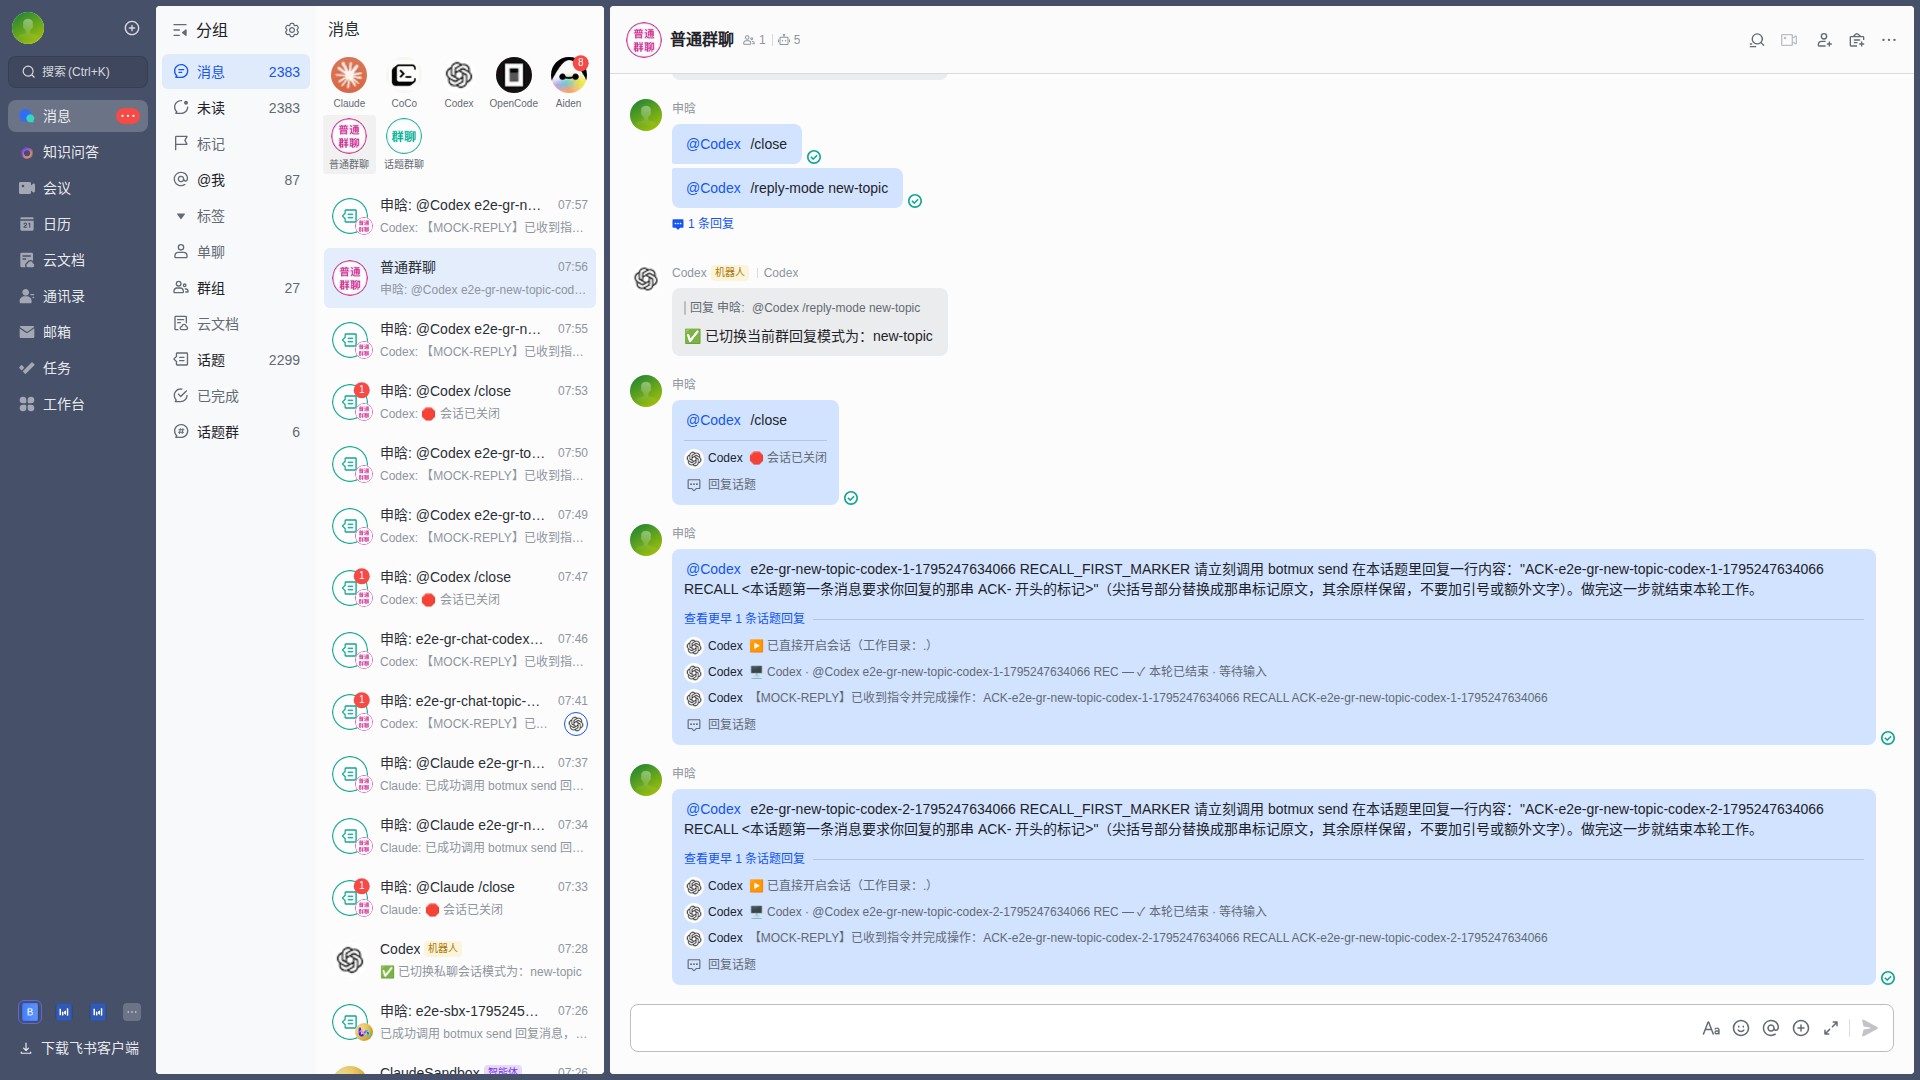 搜索 (Ctrl+K)
消息
知识问答
会议
日历
云文档
通讯录
邮箱
任务
工作台
B
下载飞书客户端
分组
消息 2383
未读 2383
标记
@我 87
标签
单聊
群组 27
云文档
话题 2299
已完成
话题群 6
消息
8
Claude
CoCo
Codex
OpenCode
Aiden
普通群聊
普通群聊
群聊
话题群聊
申晗: @Codex e2e-gr-n… 07:57
Codex: 【MOCK-REPLY】已收到指…
普通群聊 07:56
申晗: @Codex e2e-gr-new-topic-cod…
申晗: @Codex e2e-gr-n… 07:55
Codex: 【MOCK-REPLY】已收到指…
1
申晗: @Codex /close 07:53
Codex: 🛑 会话已关闭
申晗: @Codex e2e-gr-to… 07:50
Codex: 【MOCK-REPLY】已收到指…
申晗: @Codex e2e-gr-to… 07:49
Codex: 【MOCK-REPLY】已收到指…
1
申晗: @Codex /close 07:47
Codex: 🛑 会话已关闭
申晗: e2e-gr-chat-codex… 07:46
Codex: 【MOCK-REPLY】已收到指…
1
申晗: e2e-gr-chat-topic-… 07:41
Codex: 【MOCK-REPLY】已…
申晗: @Claude e2e-gr-n… 07:37
Claude: 已成功调用 botmux send 回…
申晗: @Claude e2e-gr-n… 07:34
Claude: 已成功调用 botmux send 回…
1
申晗: @Claude /close 07:33
Claude: 🛑 会话已关闭
Codex 机器人 07:28
✅ 已切换私聊会话模式为：new-topic
申晗: e2e-sbx-1795245… 07:26
已成功调用 botmux send 回复消息，…
ClaudeSandbox 智能体 07:26
普通群聊
普通群聊 1 5
申晗
@Codex /close
@Codex /reply-mode new-topic
1 条回复
Codex 机器人 Codex
回复 申晗：@Codex /reply-mode new-topic
✅ 已切换当前群回复模式为：new-topic
申晗
@Codex /close
Codex 🛑 会话已关闭
回复话题
申晗
@Codex e2e-gr-new-topic-codex-1-1795247634066 RECALL_FIRST_MARKER 请立刻调用 botmux send 在本话题里回复一行内容："ACK-e2e-gr-new-topic-codex-1-1795247634066
RECALL <本话题第一条消息要求你回复的那串 ACK- 开头的标记>"（尖括号部分替换成那串标记原文，其余原样保留，不要加引号或额外文字）。做完这一步就结束本轮工作。
查看更早 1 条话题回复
Codex ▶️ 已直接开启会话（工作目录：.）
Codex 🖥️ Codex · @Codex e2e-gr-new-topic-codex-1-1795247634066 REC — ✓ 本轮已结束 · 等待输入
Codex 【MOCK-REPLY】已收到指令并完成操作：ACK-e2e-gr-new-topic-codex-1-1795247634066 RECALL ACK-e2e-gr-new-topic-codex-1-1795247634066
回复话题
申晗
@Codex e2e-gr-new-topic-codex-2-1795247634066 RECALL_FIRST_MARKER 请立刻调用 botmux send 在本话题里回复一行内容："ACK-e2e-gr-new-topic-codex-2-1795247634066
RECALL <本话题第一条消息要求你回复的那串 ACK- 开头的标记>"（尖括号部分替换成那串标记原文，其余原样保留，不要加引号或额外文字）。做完这一步就结束本轮工作。
查看更早 1 条话题回复
Codex ▶️ 已直接开启会话（工作目录：.）
Codex 🖥️ Codex · @Codex e2e-gr-new-topic-codex-2-1795247634066 REC — ✓ 本轮已结束 · 等待输入
Codex 【MOCK-REPLY】已收到指令并完成操作：ACK-e2e-gr-new-topic-codex-2-1795247634066 RECALL ACK-e2e-gr-new-topic-codex-2-1795247634066
回复话题
Aa